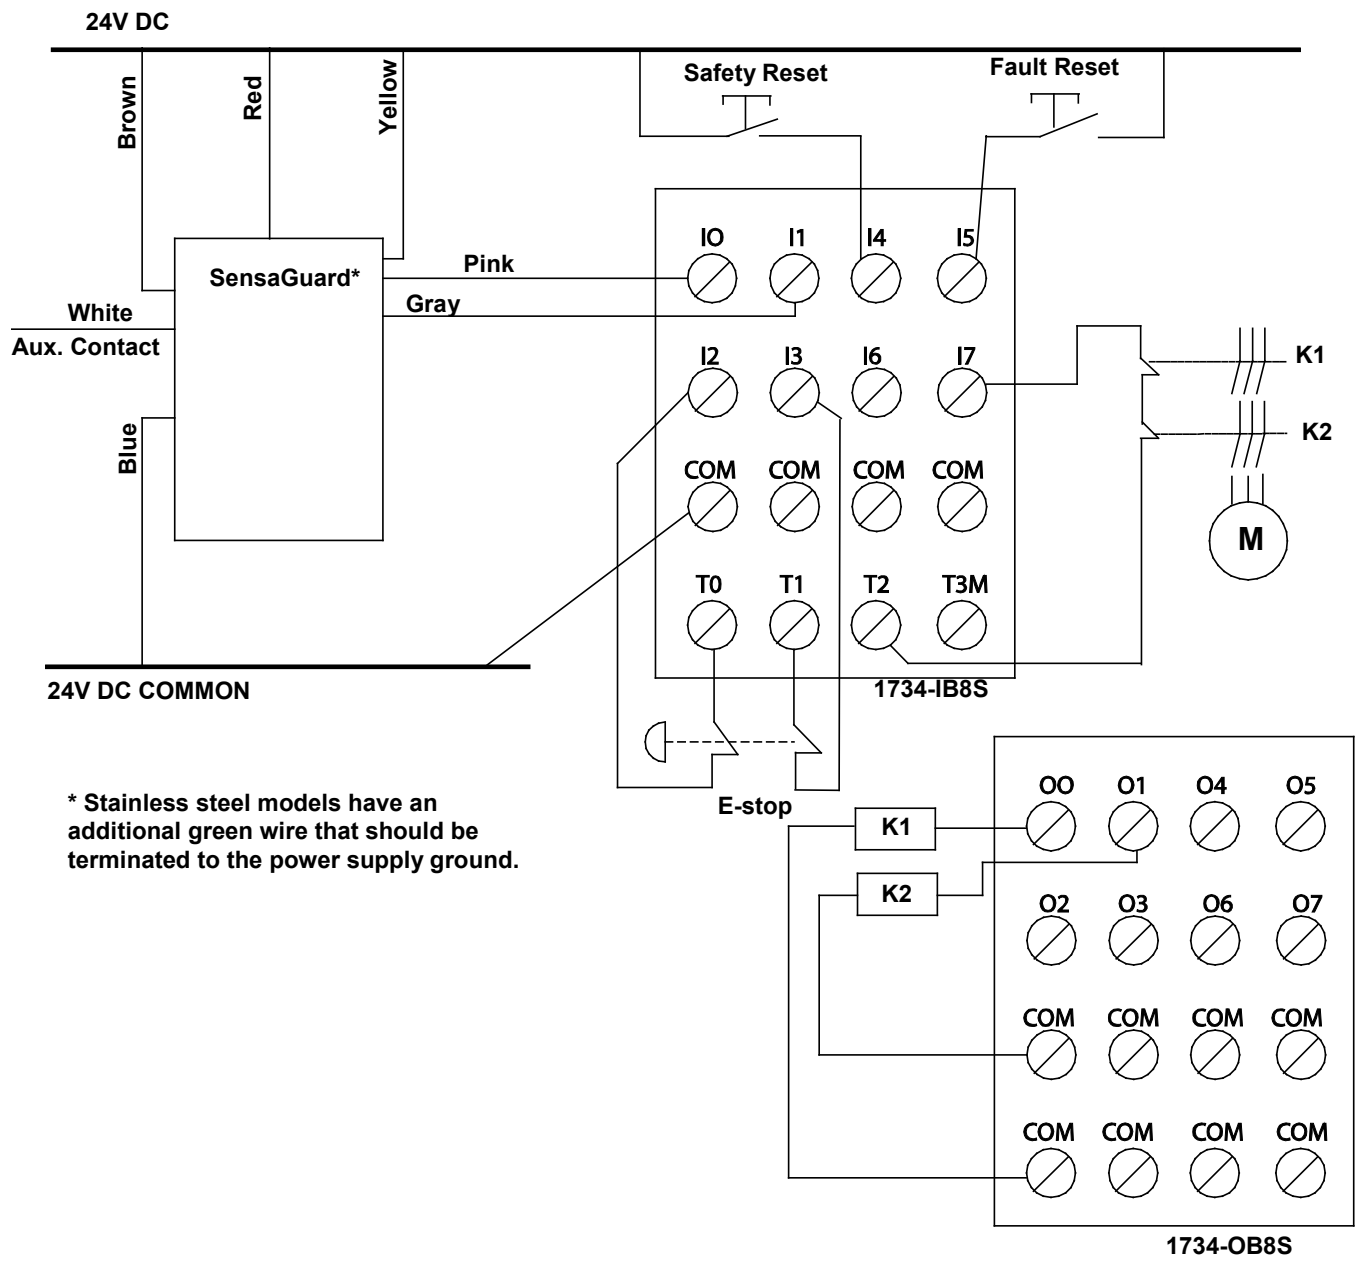 24V DC
Brown
Red
Yellow
Safety Reset
Fault Reset
SensaGuard*
Pink
Gray
White
Aux. Contact
Blue
IO I1 I4 I5
I2 I3 I6 I7
COM COM COM COM
T0 T1 T2 T3M
1734-IB8S
K1
K2
M
24V DC COMMON
E-stop
* Stainless steel models have an
additional green wire that should be
terminated to the power supply ground.
K1
K2
OO O1 O4 O5
O2 O3 O6 O7
COM COM COM COM
COM COM COM COM
1734-OB8S